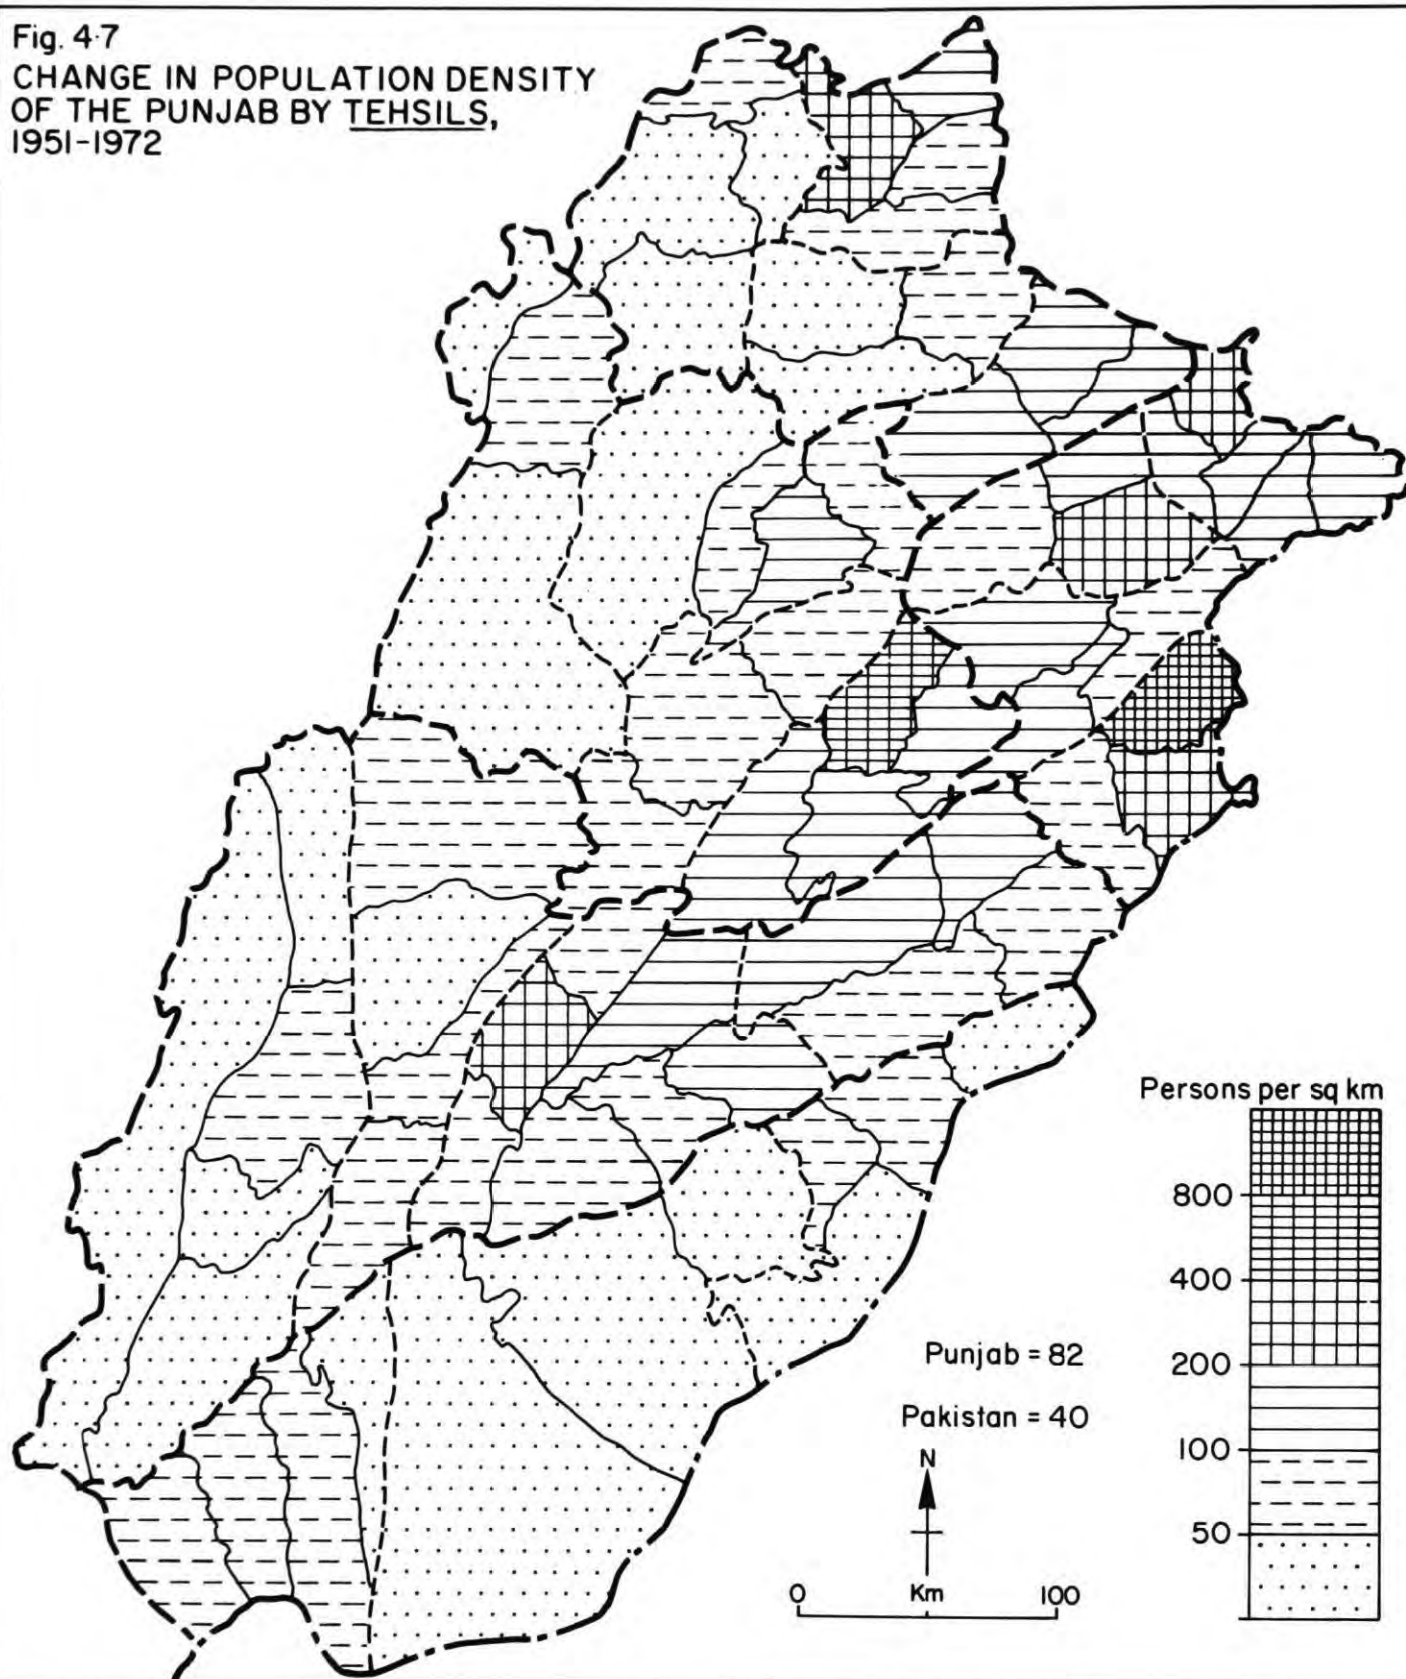 Fig. 4·7
CHANGE IN POPULATION DENSITY
OF THE PUNJAB BY TEHSILS,
1951-1972
Persons per sq km
800
400
200
100
50
Punjab = 82
Pakistan = 40
N
0 Km 100